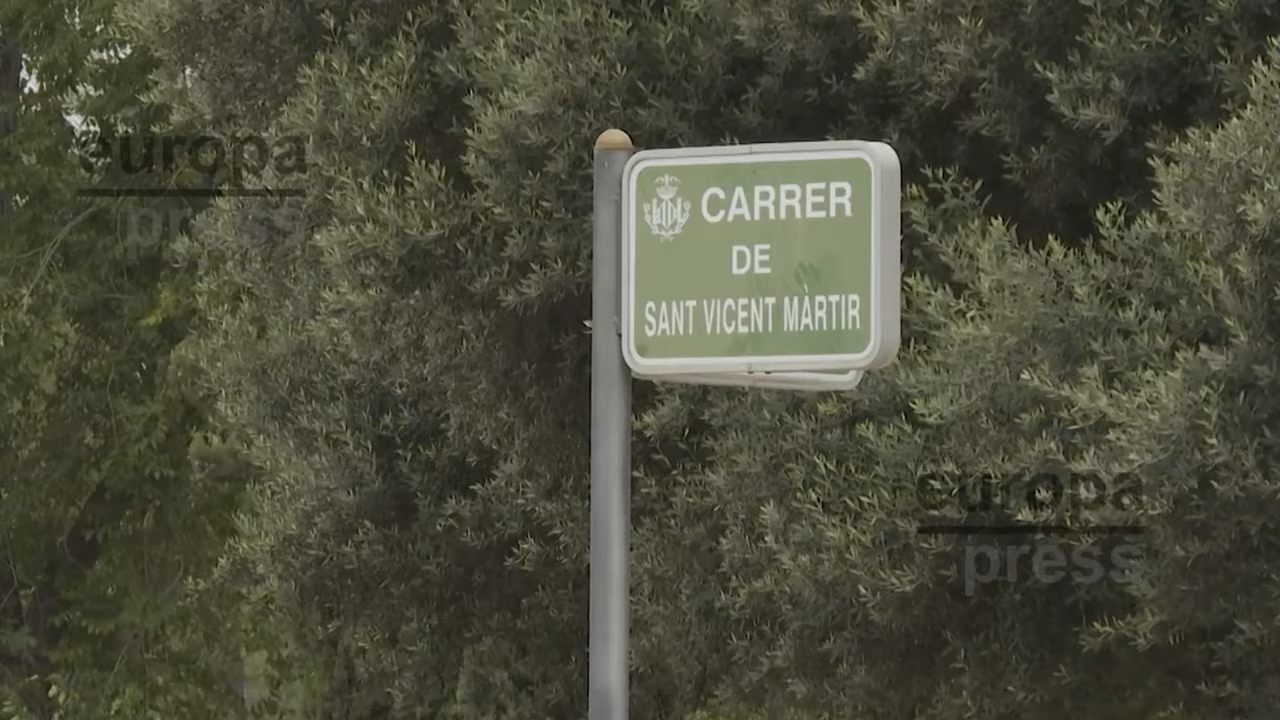 europa
press
CARRER
DE
SANT VICENT MÀRTIR
europa
press